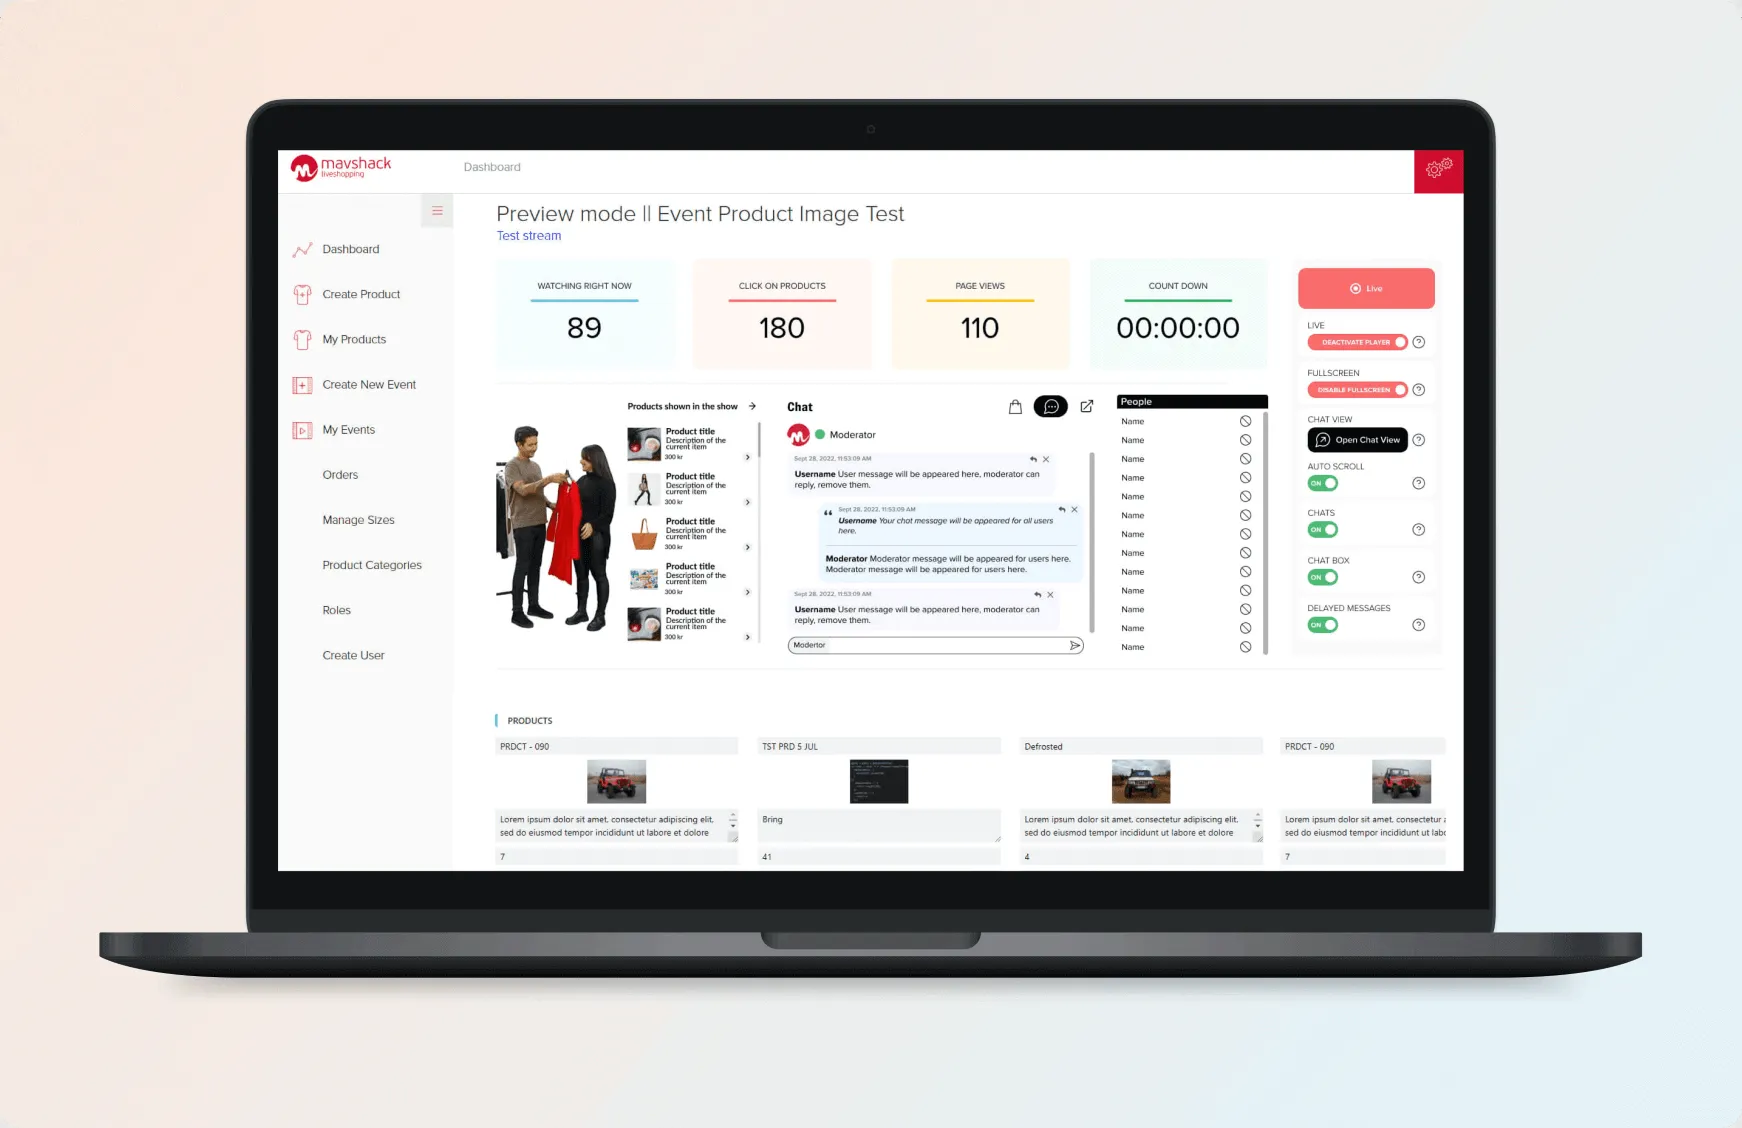 mavshack
liveshopping
Dashboard
Preview mode || Event Product Image Test
Test stream
Dashboard
Create Product
My Products
Create New Event
My Events
Orders
Manage Sizes
Product Categories
Roles
Create User
WATCHING RIGHT NOW
89
CLICK ON PRODUCTS
180
PAGE VIEWS
110
COUNT DOWN
00:00:00
Products shown in the show
Product title
Description of the
current item
300 kr
Product title
Description of the
current item
300 kr
Product title
Description of the
current item
300 kr
Product title
Description of the
current item
300 kr
Product title
Description of the
current item
300 kr
Chat
Moderator
Sept 28, 2022, 11:53:09 AM
Username User message will be appeared here, moderator can
reply, remove them.
Sept 28, 2022, 11:53:09 AM
Username Your chat message will be appeared for all users
here.
Moderator Moderator message will be appeared for users here.
Moderator message will be appeared for users here.
Sept 28, 2022, 11:53:09 AM
Username User message will be appeared here, moderator can
reply, remove them.
Modertor
People
Name
Name
Name
Name
Name
Name
Name
Name
Name
Name
Name
Name
Name
Live
LIVE
DEACTIVATE PLAYER
FULLSCREEN
DISABLE FULLSCREEN
CHAT VIEW
Open Chat View
AUTO SCROLL
ON
CHATS
ON
CHAT BOX
ON
DELAYED MESSAGES
ON
PRODUCTS
PRDCT - 090
Lorem ipsum dolor sit amet, consectetur adipiscing elit,
sed do eiusmod tempor incididunt ut labore et dolore
7
TST PRD 5 JUL
Bring
41
Defrosted
Lorem ipsum dolor sit amet, consectetur adipiscing elit,
sed do eiusmod tempor incididunt ut labore et dolore
4
PRDCT - 090
Lorem ipsum dolor sit amet, consectetur
sed do eiusmod tempor incididunt ut labo
7